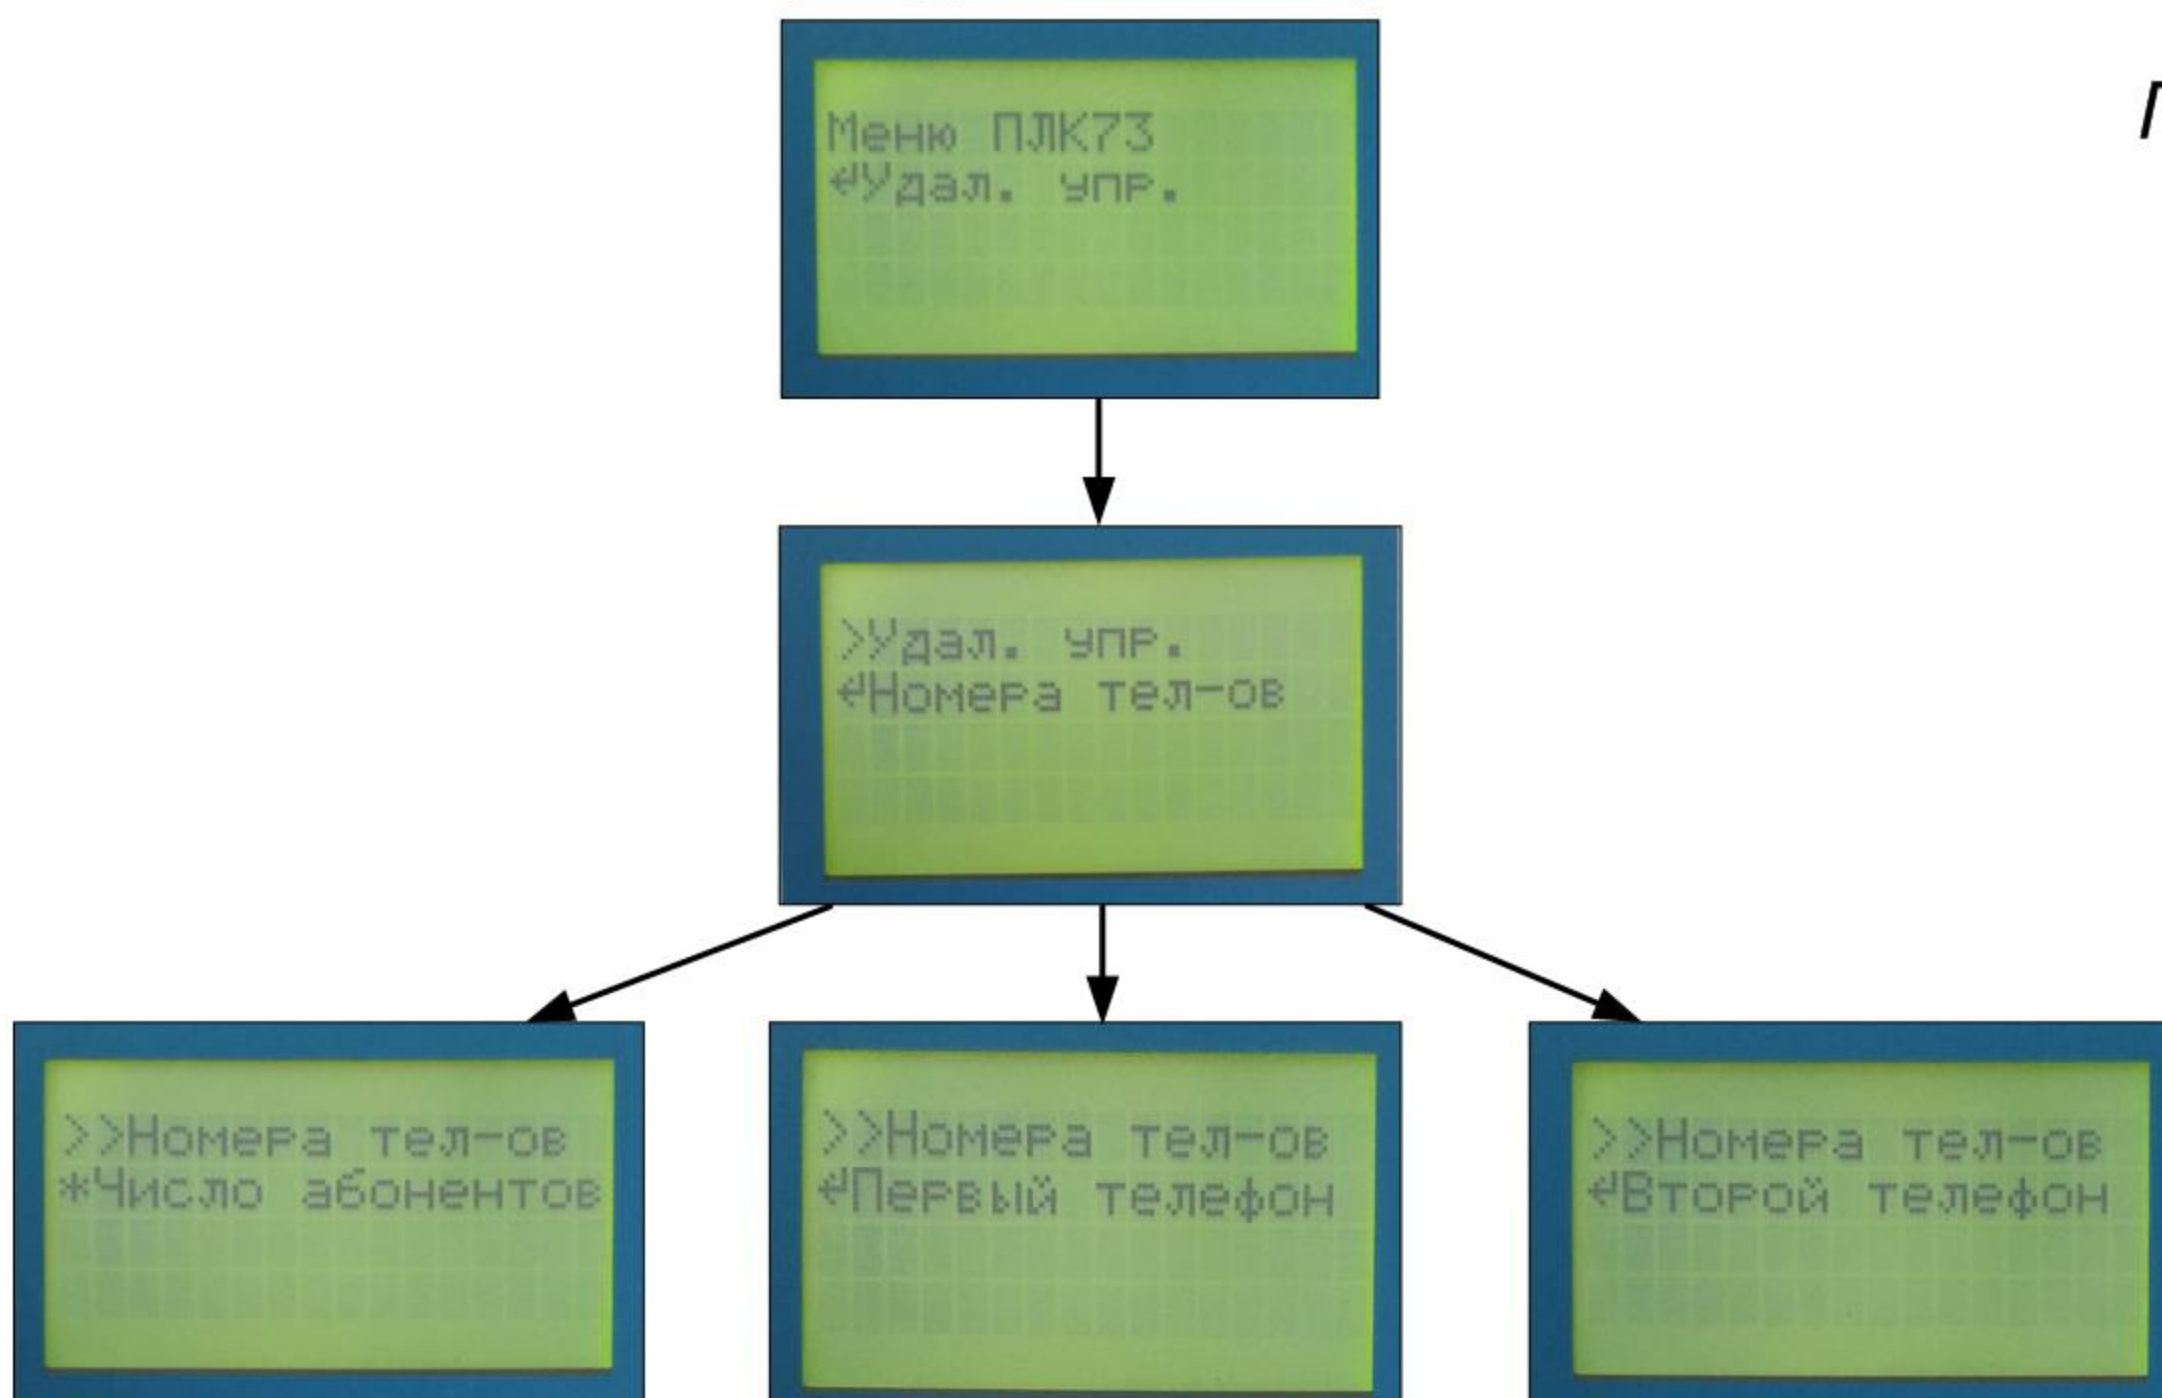 Меню ПЛК73
↵Удал. упр.
>Удал. упр.
↵Номера тел-ов
>>Номера тел-ов
*Число абонентов
>>Номера тел-ов
↵Первый телефон
>>Номера тел-ов
↵Второй телефон